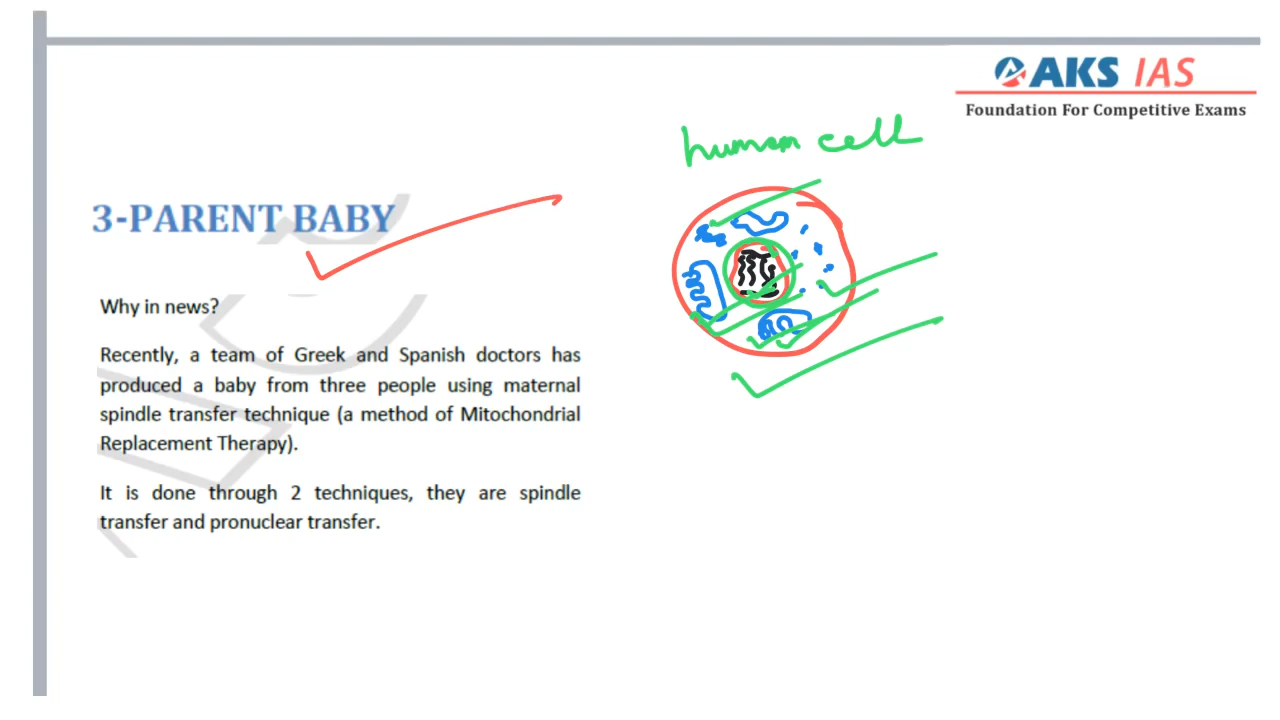 AKS IAS
Foundation For Competitive Exams
human cell
3-PARENT BABY
Why in news?
Recently, a team of Greek and Spanish doctors has
produced a baby from three people using maternal
spindle transfer technique (a method of Mitochondrial
Replacement Therapy).
It is done through 2 techniques, they are spindle
transfer and pronuclear transfer.